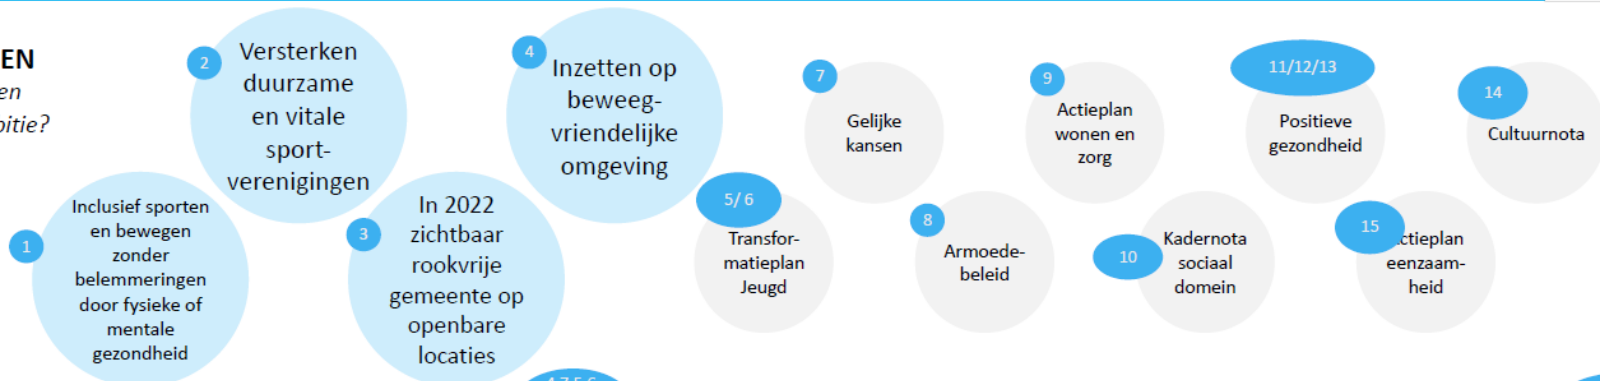 EN
en
bitie?
1
Inclusief sporten
en bewegen
zonder
belemmeringen
door fysieke of
mentale
gezondheid
2
Versterken
duurzame
en vitale
sport-
verenigingen
3
In 2022
zichtbaar
rookvrije
gemeente op
openbare
locaties
4
Inzetten op
beweeg-
vriendelijke
omgeving
5/ 6
Transfor-
matieplan
Jeugd
7
Gelijke
kansen
8
Armoede-
beleid
9
Actieplan
wonen en
zorg
10
Kadernota
sociaal
domein
11/12/13
Positieve
gezondheid
14
Cultuurnota
15
ctieplan
eenzaam-
heid